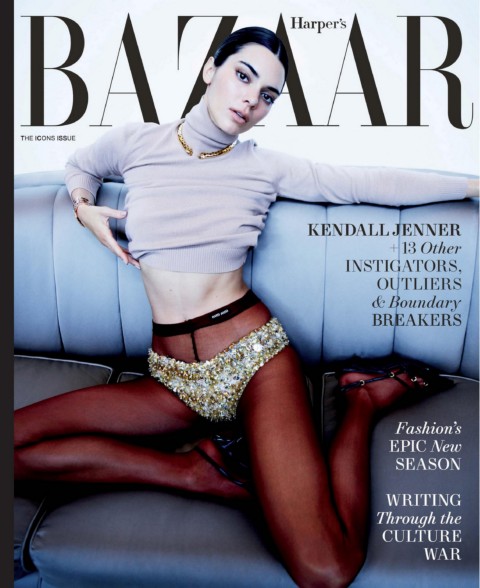 Harper's
BAZAAR
THE ICONS ISSUE
KENDALL JENNER
+ 13 Other
INSTIGATORS,
OUTLIERS
& Boundary
BREAKERS
Fashion's
EPIC New
SEASON
WRITING
Through the
CULTURE
WAR